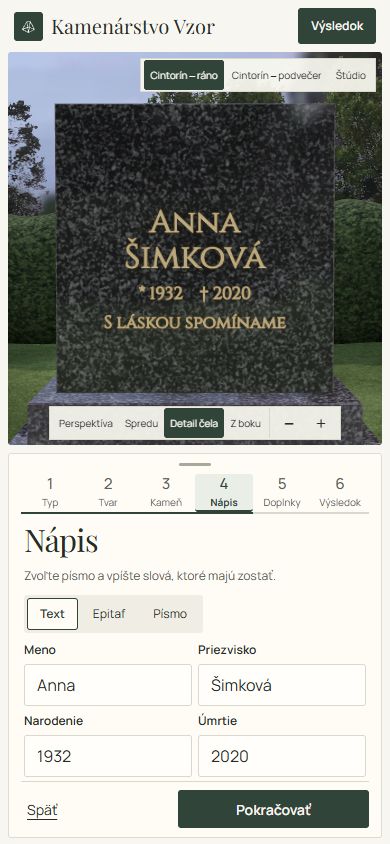 Kamenárstvo Vzor
Výsledok
Cintorín – ráno
Cintorín – podvečer
Štúdio
ANNA
ŠIMKOVÁ
* 1932 † 2020
S LÁSKOU SPOMÍNAME
Perspektíva
Spredu
Detail čela
Z boku
−
+
1
Typ
2
Tvar
3
Kameň
4
Nápis
5
Doplnky
6
Výsledok
Nápis
Zvoľte písmo a vpíšte slová, ktoré majú zostať.
Text
Epitaf
Písmo
Meno
Priezvisko
Anna
Šimková
Narodenie
Úmrtie
1932
2020
Späť
Pokračovať